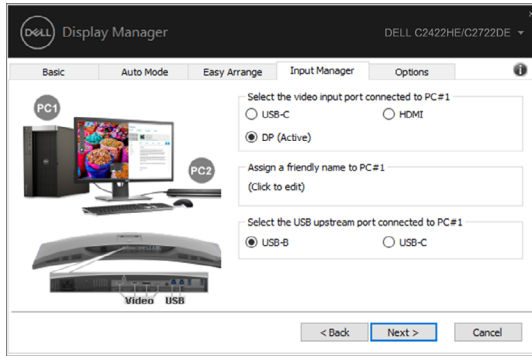 DELL Display Manager
DELL C2422HE/C2722DE
Basic
Auto Mode
Easy Arrange
Input Manager
Options
PC1
PC2
Video USB
Select the video input port connected to PC#1
USB-C
HDMI
DP (Active)
Assign a friendly name to PC#1
(Click to edit)
Select the USB upstream port connected to PC#1
USB-B
USB-C
< Back
Next >
Cancel